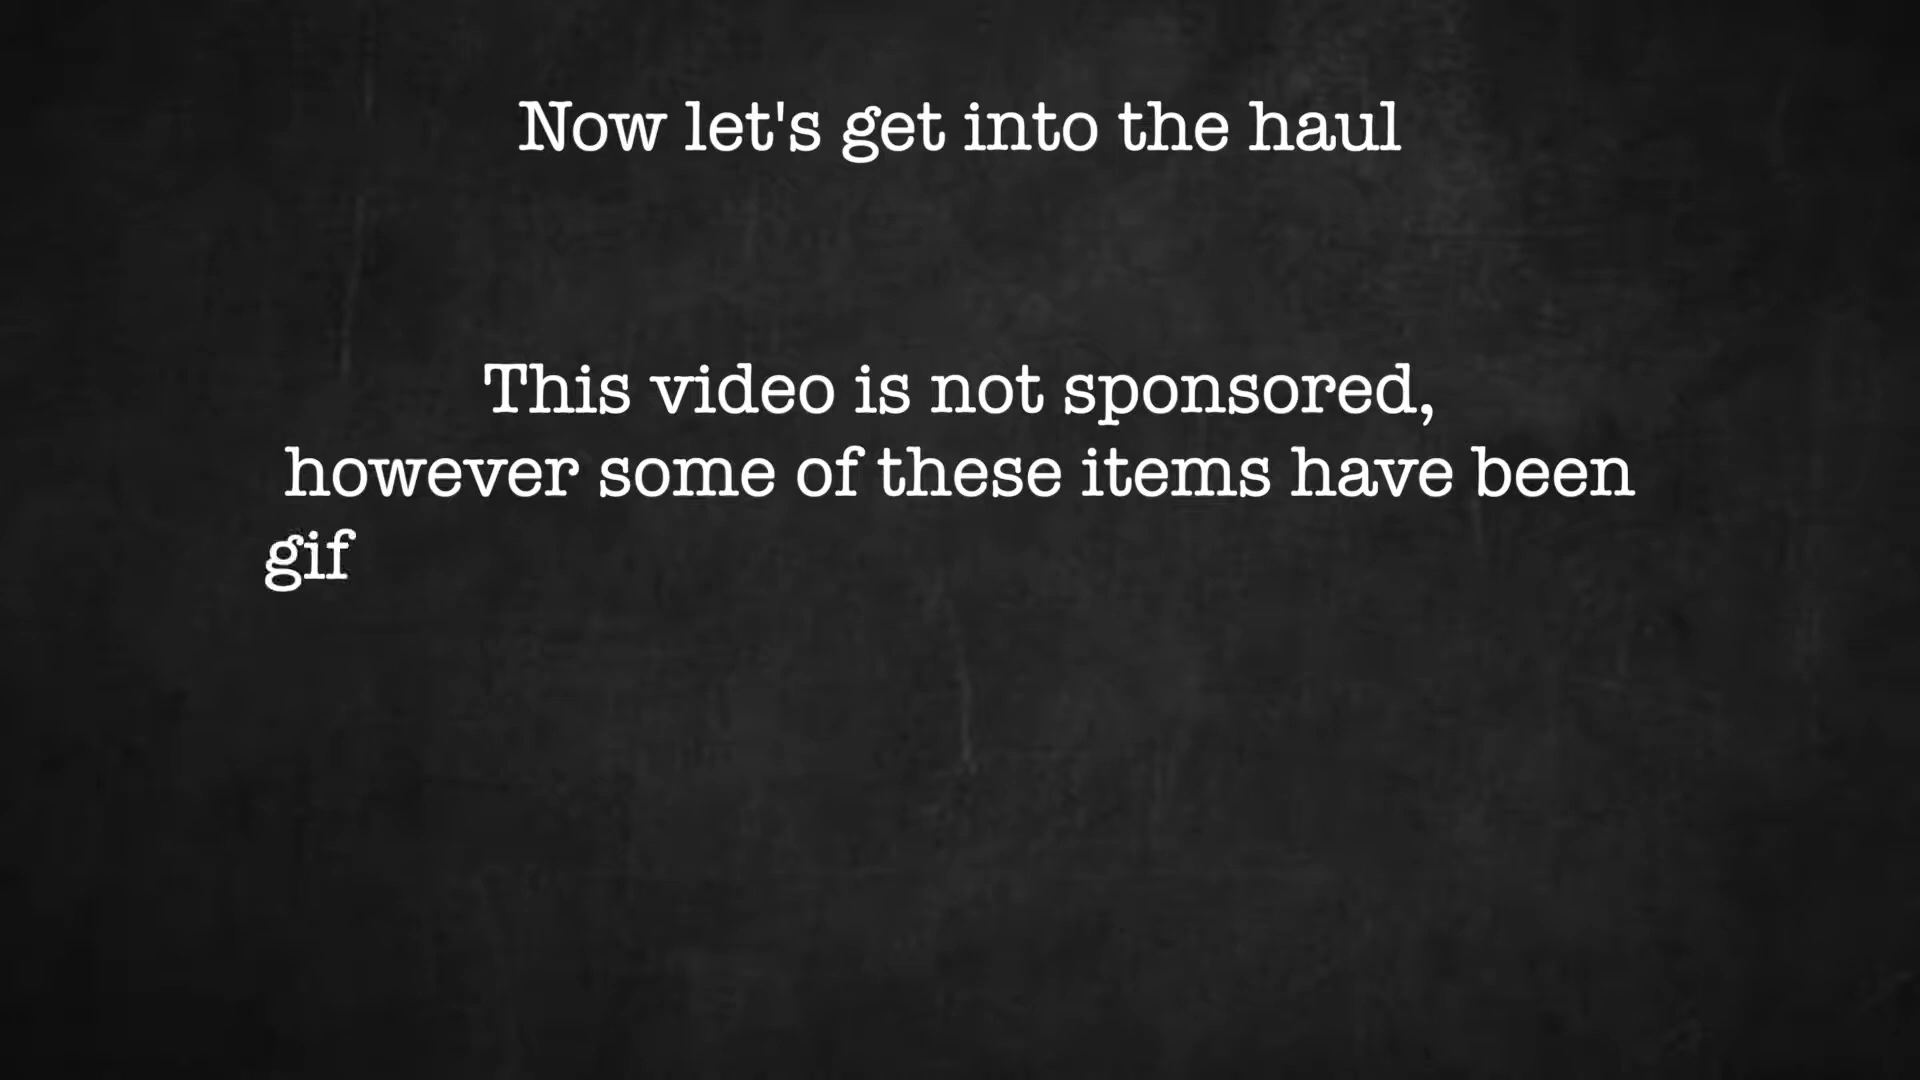 Now let's get into the haul
This video is not sponsored,
however some of these items have been
gif